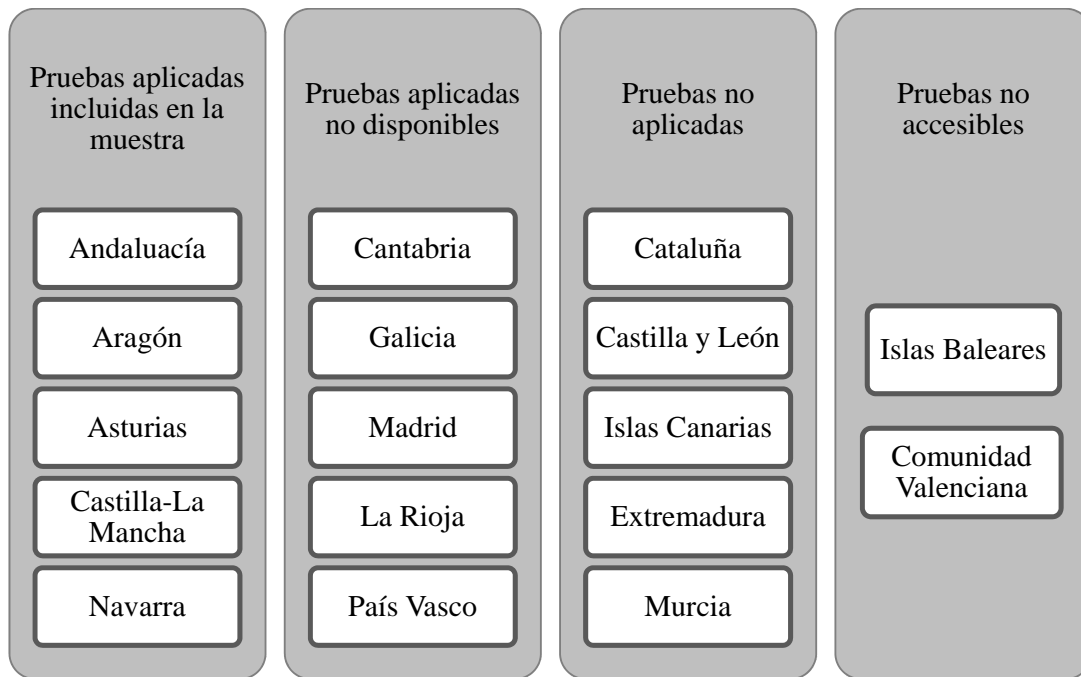 Pruebas aplicadas
incluidas en la
muestra
Andaluacía
Aragón
Asturias
Castilla-La
Mancha
Navarra
Pruebas aplicadas
no disponibles
Cantabria
Galicia
Madrid
La Rioja
País Vasco
Pruebas no
aplicadas
Cataluña
Castilla y León
Islas Canarias
Extremadura
Murcia
Pruebas no
accesibles
Islas Baleares
Comunidad
Valenciana